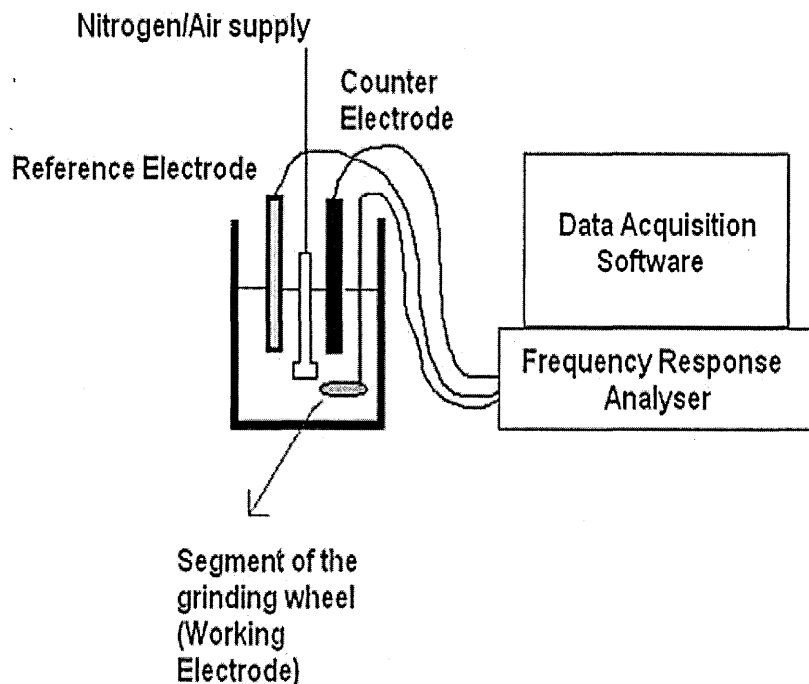 Nitrogen/Air supply
Counter
Electrode
Reference Electrode
Data Acquisition
Software
Frequency Response
Analyser
Segment of the
grinding wheel
(Working
Electrode)